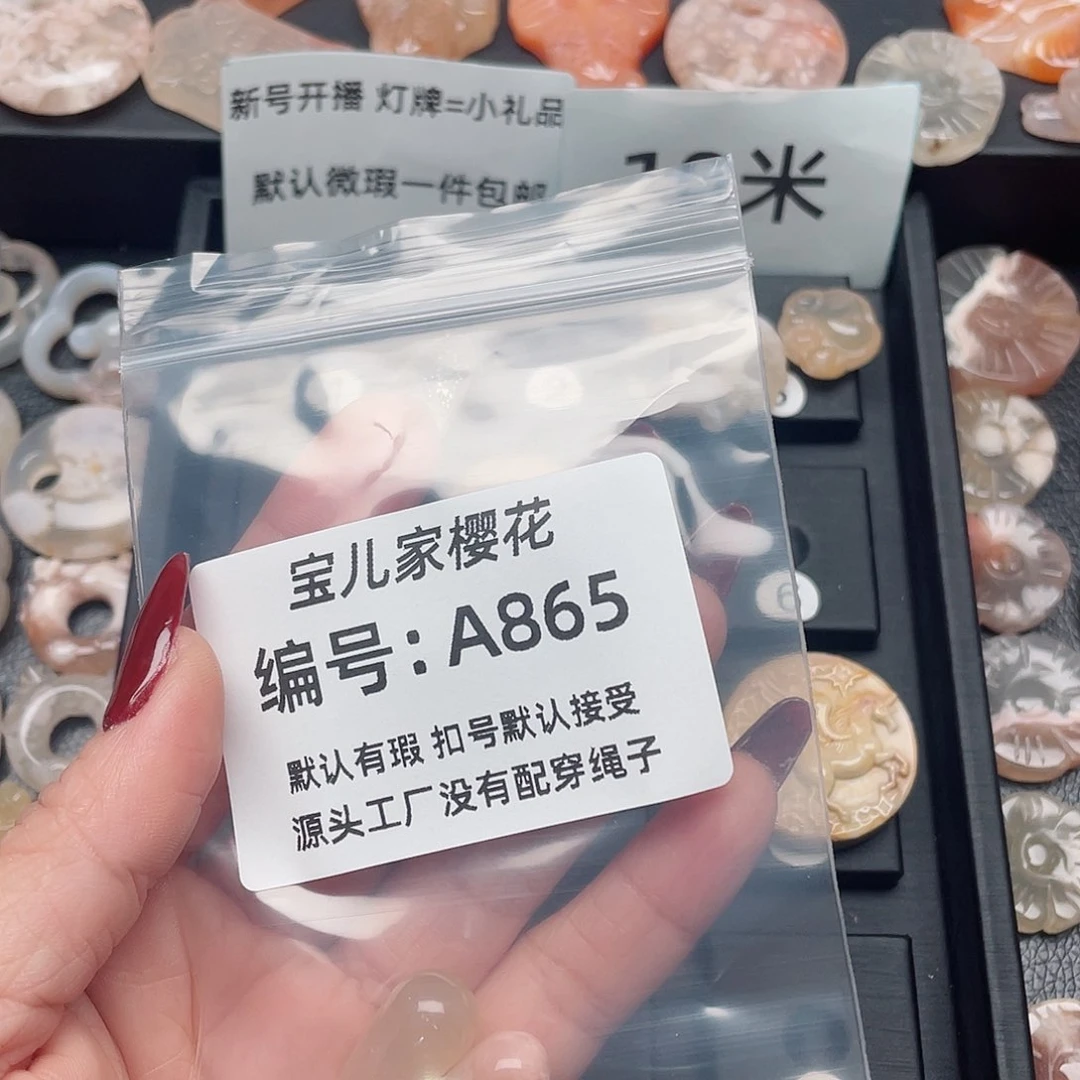 新号开播 灯牌=小礼品
默认微瑕一件包邮
米
宝儿家樱花
编号:A865
默认有瑕 扣号默认接受
源头工厂没有配穿绳子
6